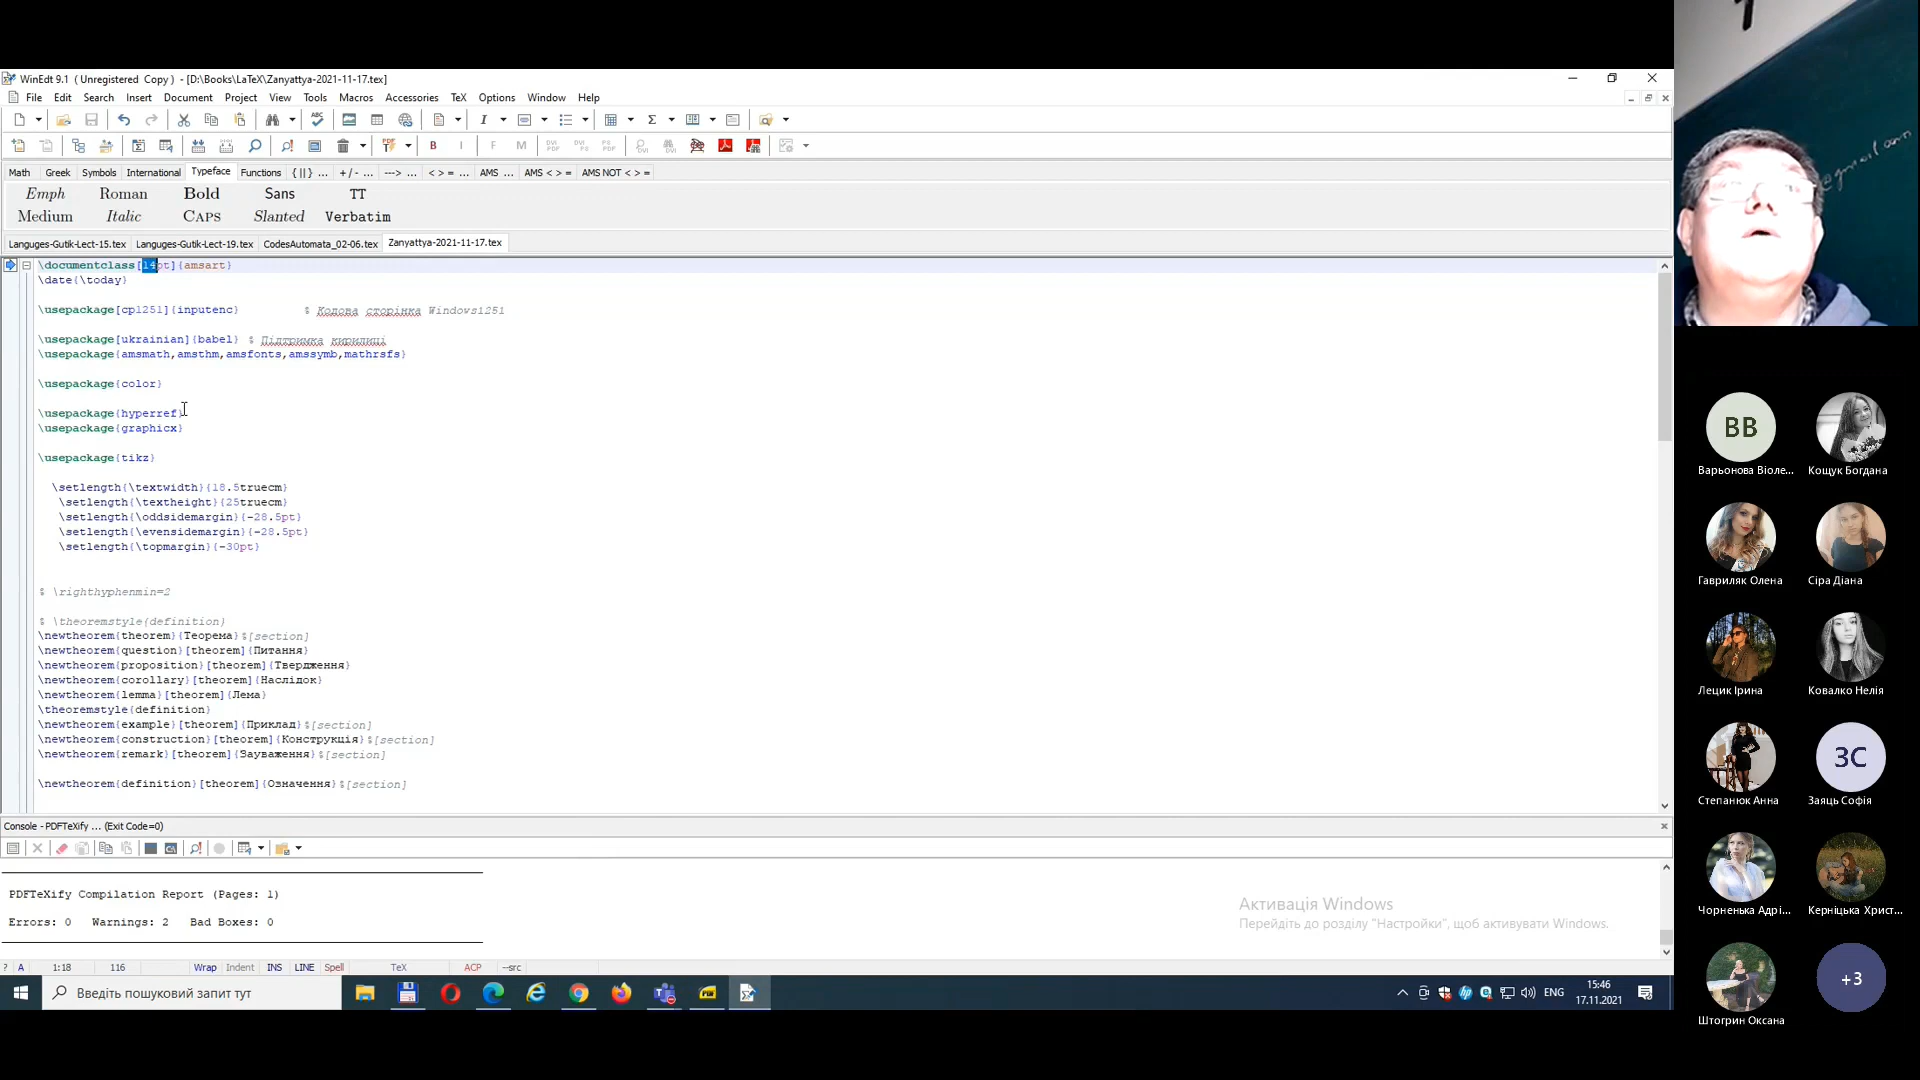 WinEdt 9.1 ( Unregistered Copy ) - [D:\Books\LaTeX\Zanyattya-2021-11-17.tex]
File Edit Search Insert Document Project View Tools Macros Accessories TeX Options Window Help
Math Greek Symbols International Typeface Functions { || } ... + / - ... ---> ... < > = ... AMS ... AMS < > = AMS NOT < > =
Emph Roman Bold Sans TT
Medium Italic Caps Slanted Verbatim
Languges-Gutik-Lect-15.tex Languges-Gutik-Lect-19.tex CodesAutomata_02-06.tex Zanyattya-2021-11-17.tex
\documentclass[14pt]{amsart}
\date{\today}
\usepackage[cp1251]{inputenc} % Кодова сторінка Windows1251
\usepackage[ukrainian]{babel} % Підтримка кирилиці
\usepackage{amsmath,amsthm,amsfonts,amssymb,mathrsfs}
\usepackage{color}
\usepackage{hyperref}
\usepackage{graphicx}
\usepackage{tikz}
\setlength{\textwidth}{18.5truecm}
\setlength{\textheight}{25truecm}
\setlength{\oddsidemargin}{-28.5pt}
\setlength{\evensidemargin}{-28.5pt}
\setlength{\topmargin}{-30pt}
% \righthyphenmin=2
% \theoremstyle{definition}
\newtheorem{theorem}{Теорема}%[section]
\newtheorem{question}[theorem]{Питання}
\newtheorem{proposition}[theorem]{Твердження}
\newtheorem{corollary}[theorem]{Наслідок}
\newtheorem{lemma}[theorem]{Лема}
\theoremstyle{definition}
\newtheorem{example}[theorem]{Приклад}%[section]
\newtheorem{construction}[theorem]{Конструкція}%[section]
\newtheorem{remark}[theorem]{Зауваження}%[section]
\newtheorem{definition}[theorem]{Означення}%[section]
Console - PDFTeXify ... (Exit Code=0)
PDFTeXify Compilation Report (Pages: 1)
Errors: 0 Warnings: 2 Bad Boxes: 0
Активація Windows
Перейдіть до розділу "Настройки", щоб активувати Windows.
? A 1:18 116 Wrap Indent INS LINE Spell TeX ACP --src
Введіть пошуковий запит тут
ENG 15:46
17.11.2021
@gmail.com
ВВ
Варьонова Віоле... Кощук Богдана
Гавриляк Олена Сіра Діана
Лецик Ірина Ковалко Нелія
ЗС
Степанюк Анна Заяць Софія
Чорненька Адрі... Керніцька Христ...
+3
Штогрин Оксана